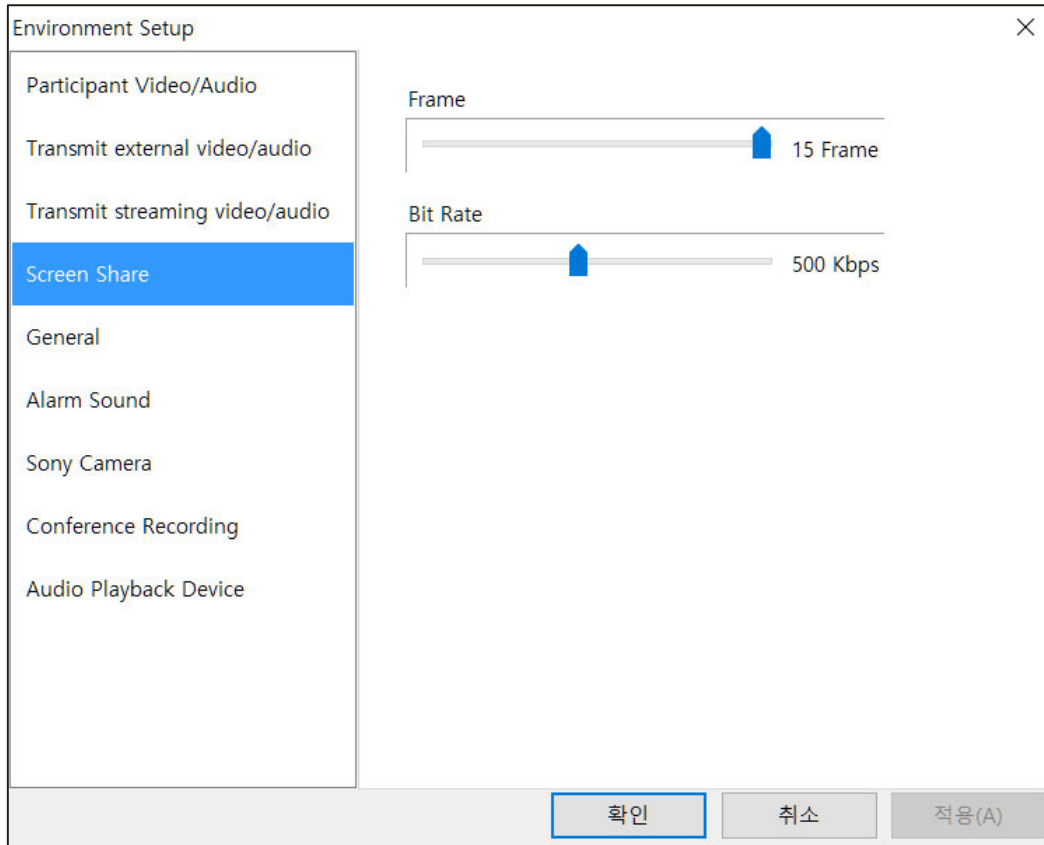 Environment Setup
Participant Video/Audio
Transmit external video/audio
Transmit streaming video/audio
Screen Share
General
Alarm Sound
Sony Camera
Conference Recording
Audio Playback Device
Frame
15 Frame
Bit Rate
500 Kbps
확인
취소
적용(A)